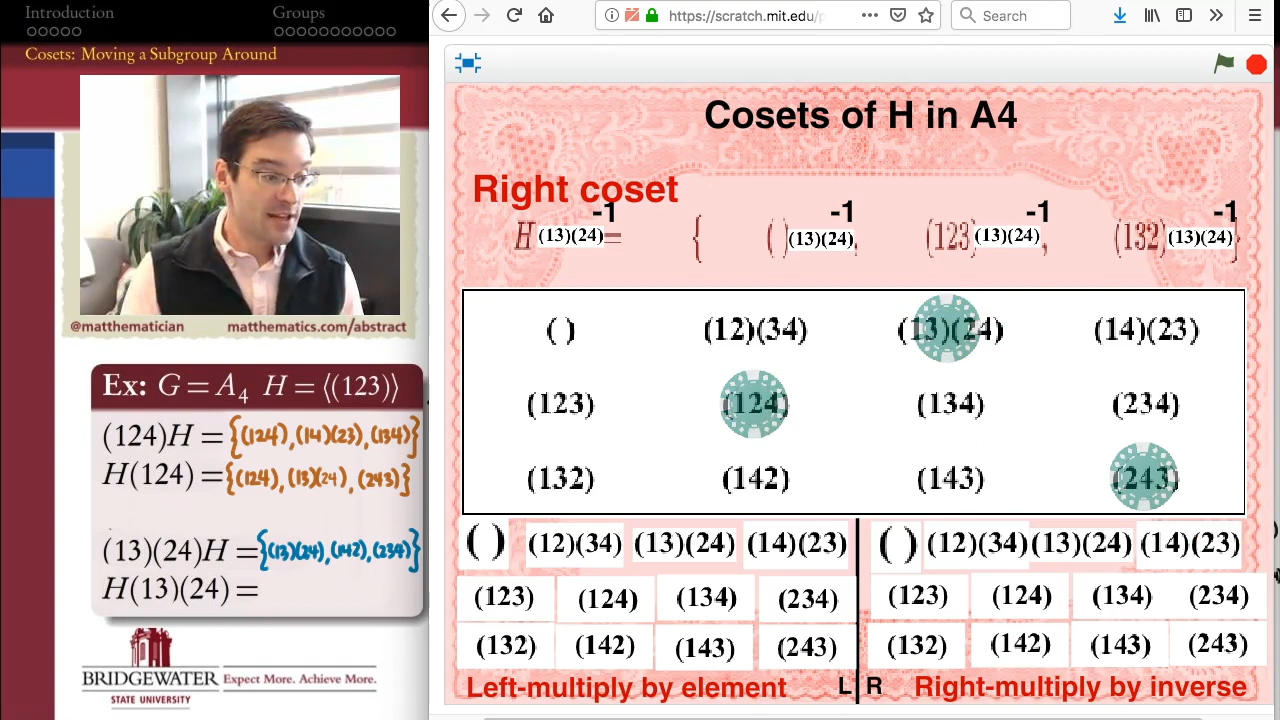 Introduction Groups
Cosets: Moving a Subgroup Around
@matthematician matthematics.com/abstract
Ex: G = A4 H = ⟨(123)⟩
(124)H = {(124), (14)(23), (134)}
H(124) = {(124), (13)(24), (243)}
(13)(24)H = {(13)(24), (142), (234)}
H(13)(24) =
BRIDGEWATER
STATE UNIVERSITY
Expect More. Achieve More.
https://scratch.mit.edu/p
Search
Cosets of H in A4
Right coset
H (13)(24)-1 = { ( ) (13)(24)-1, (123) (13)(24)-1, (132) (13)(24)-1 }
( ) (12)(34) (13)(24) (14)(23)
(123) (124) (134) (234)
(132) (142) (143) (243)
( ) (12)(34) (13)(24) (14)(23) ( ) (12)(34) (13)(24) (14)(23)
(123) (124) (134) (234) (123) (124) (134) (234)
(132) (142) (143) (243) (132) (142) (143) (243)
Left-multiply by element L R Right-multiply by inverse